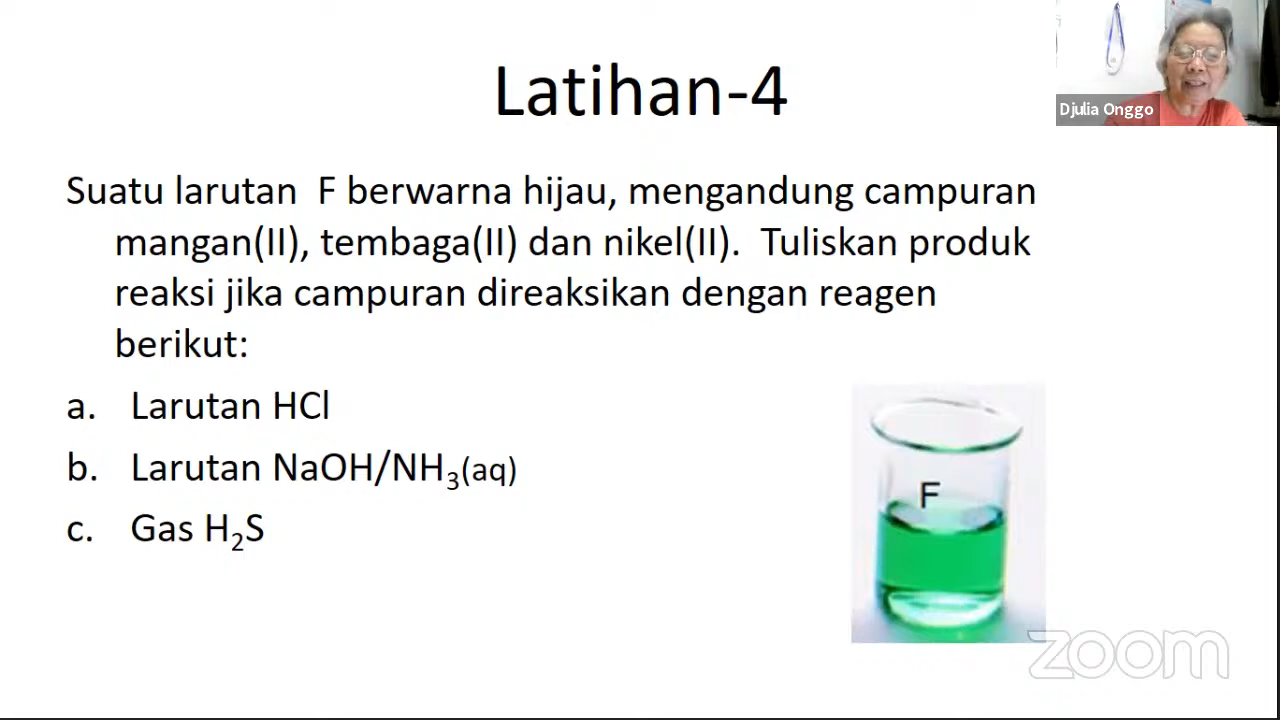 Latihan-4
Djulia Onggo
Suatu larutan F berwarna hijau, mengandung campuran
mangan(II), tembaga(II) dan nikel(II). Tuliskan produk
reaksi jika campuran direaksikan dengan reagen
berikut:
a. Larutan HCl
b. Larutan NaOH/NH₃(aq)
c. Gas H₂S
F
zoom